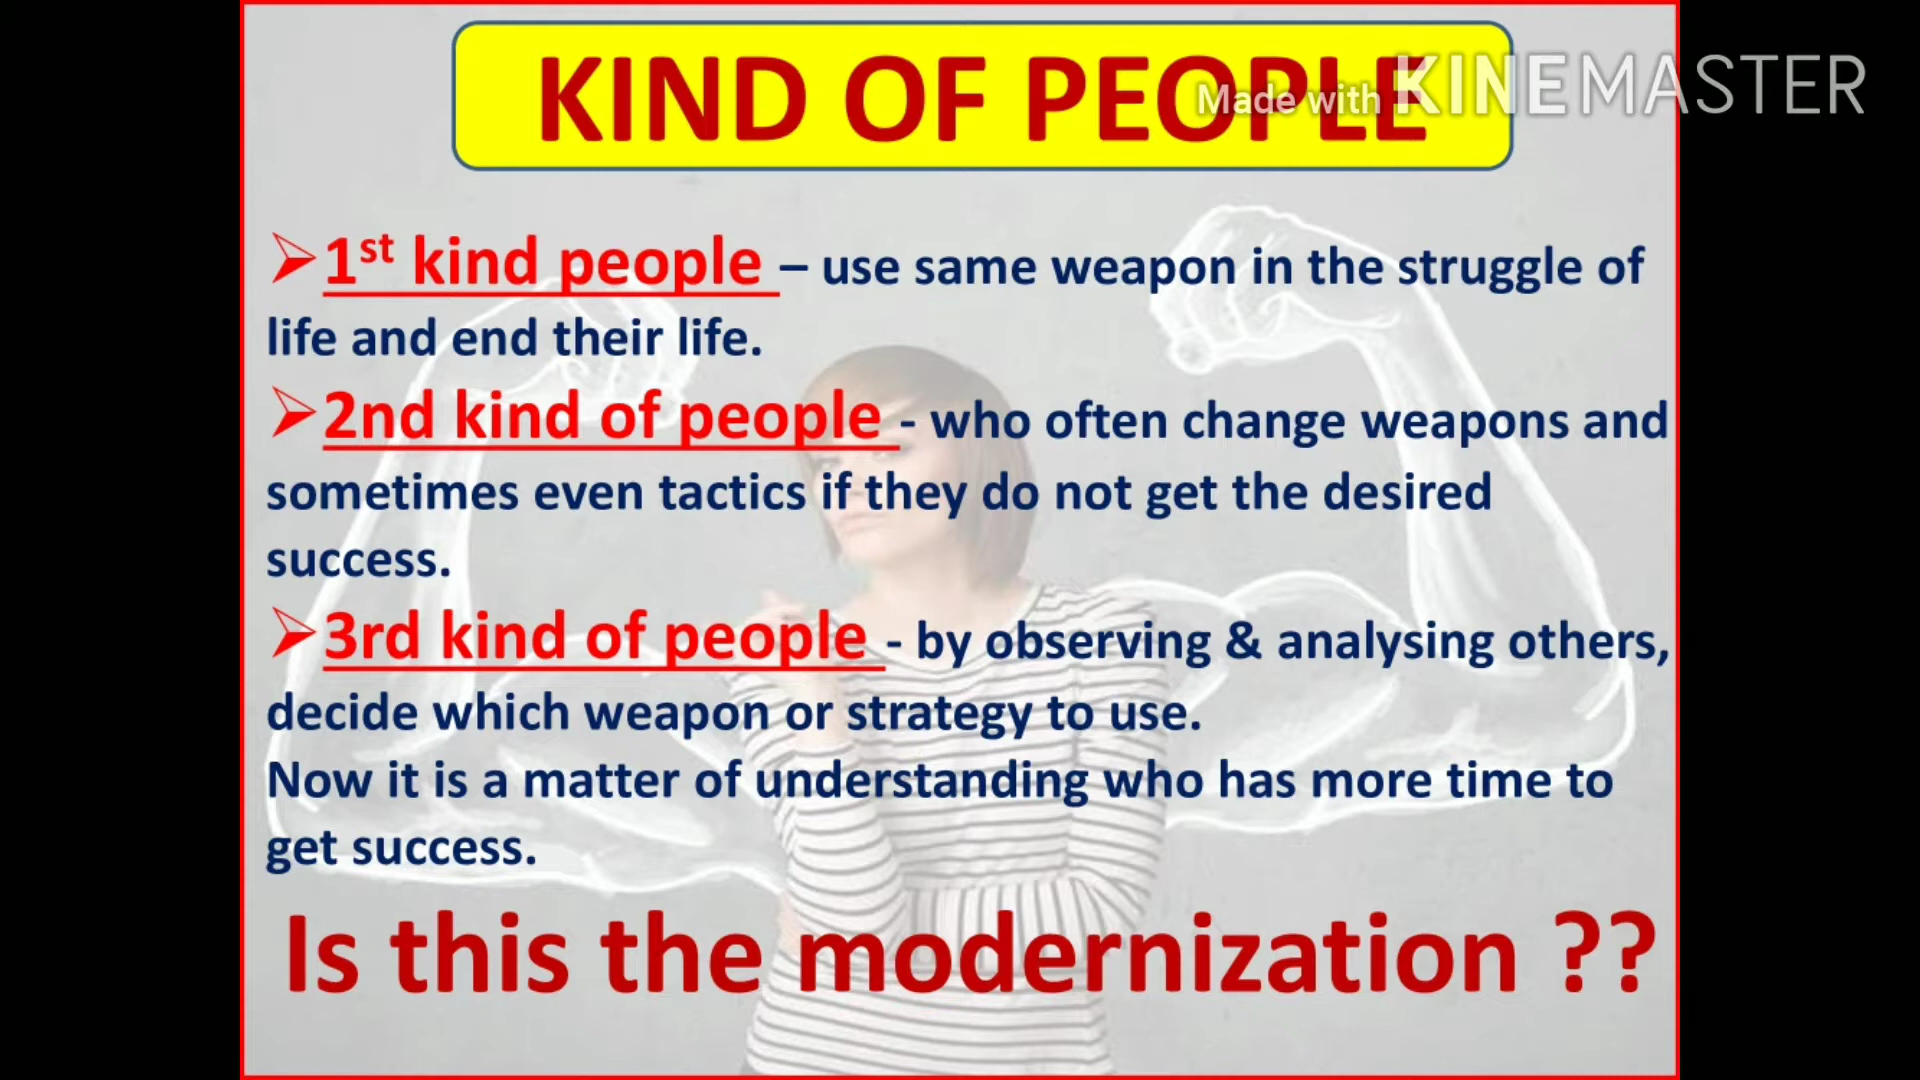 KIND OF PEOPLE
Made with KINEMASTER
➢1st kind people – use same weapon in the struggle of
life and end their life.
➢2nd kind of people - who often change weapons and
sometimes even tactics if they do not get the desired
success.
➢3rd kind of people - by observing & analysing others,
decide which weapon or strategy to use.
Now it is a matter of understanding who has more time to
get success.
Is this the modernization ??